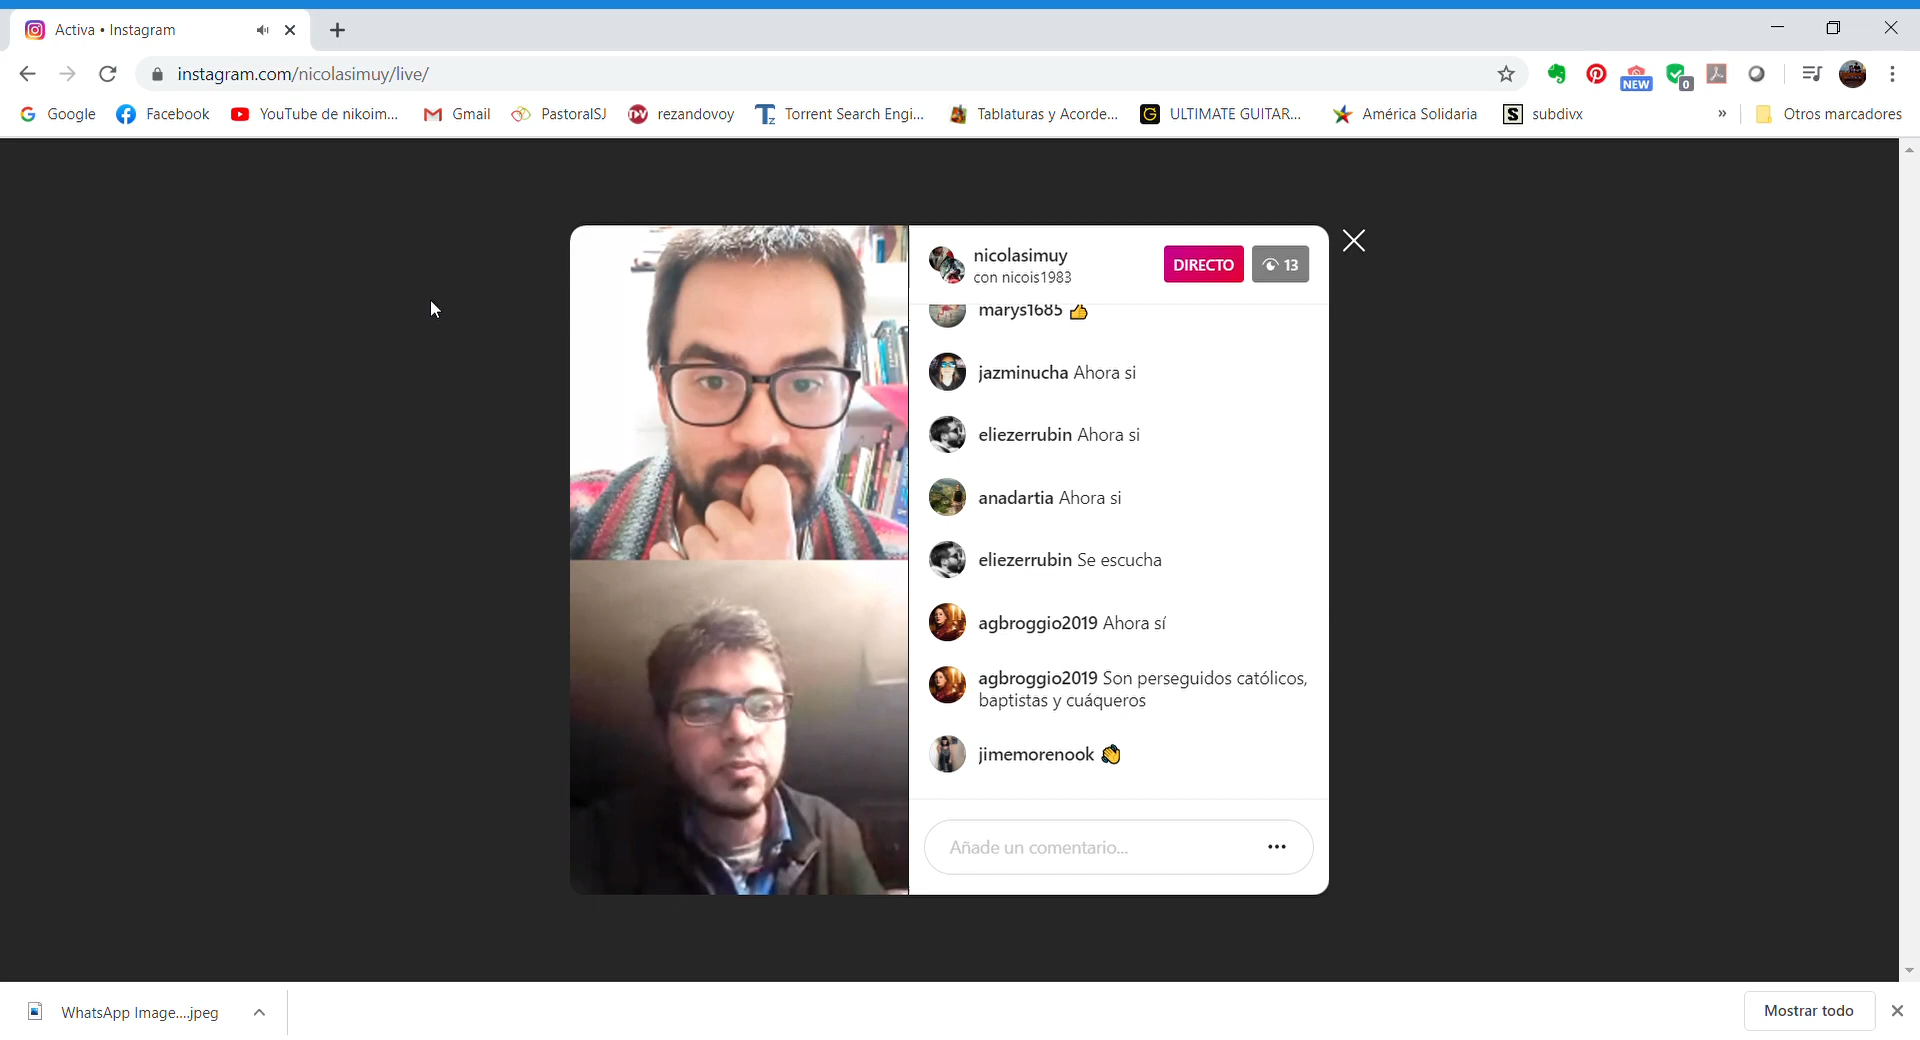 Activa • Instagram
instagram.com/nicolasimuy/live/
NEW
0
Google
Facebook
YouTube de nikoim...
Gmail
PastoralSJ
rezandovoy
Torrent Search Engi...
Tablaturas y Acorde...
ULTIMATE GUITAR...
América Solidaria
subdivx
»
Otros marcadores
nicolasimuy
con nicois1983
DIRECTO
13
marys1685 👍
jazminucha Ahora si
eliezerrubin Ahora si
anadartia Ahora si
eliezerrubin Se escucha
agbroggio2019 Ahora sí
agbroggio2019 Son perseguidos católicos,
baptistas y cuáqueros
jimemorenook 👏
Añade un comentario...
WhatsApp Image....jpeg
Mostrar todo